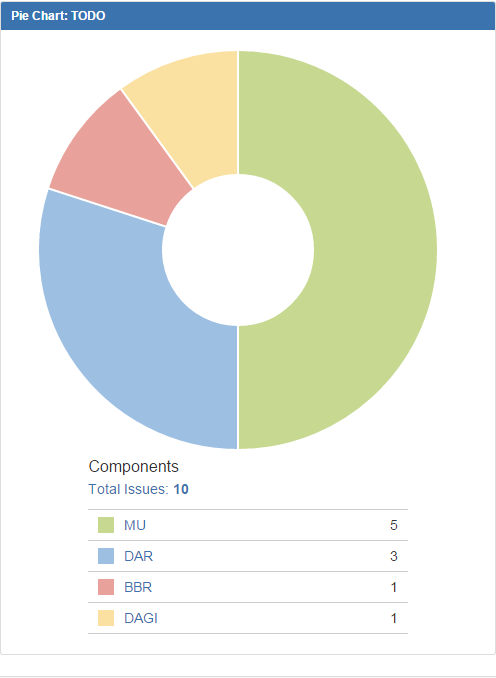 Pie Chart: TODO
Components
Total Issues: 10
MU 5
DAR 3
BBR 1
DAGI 1